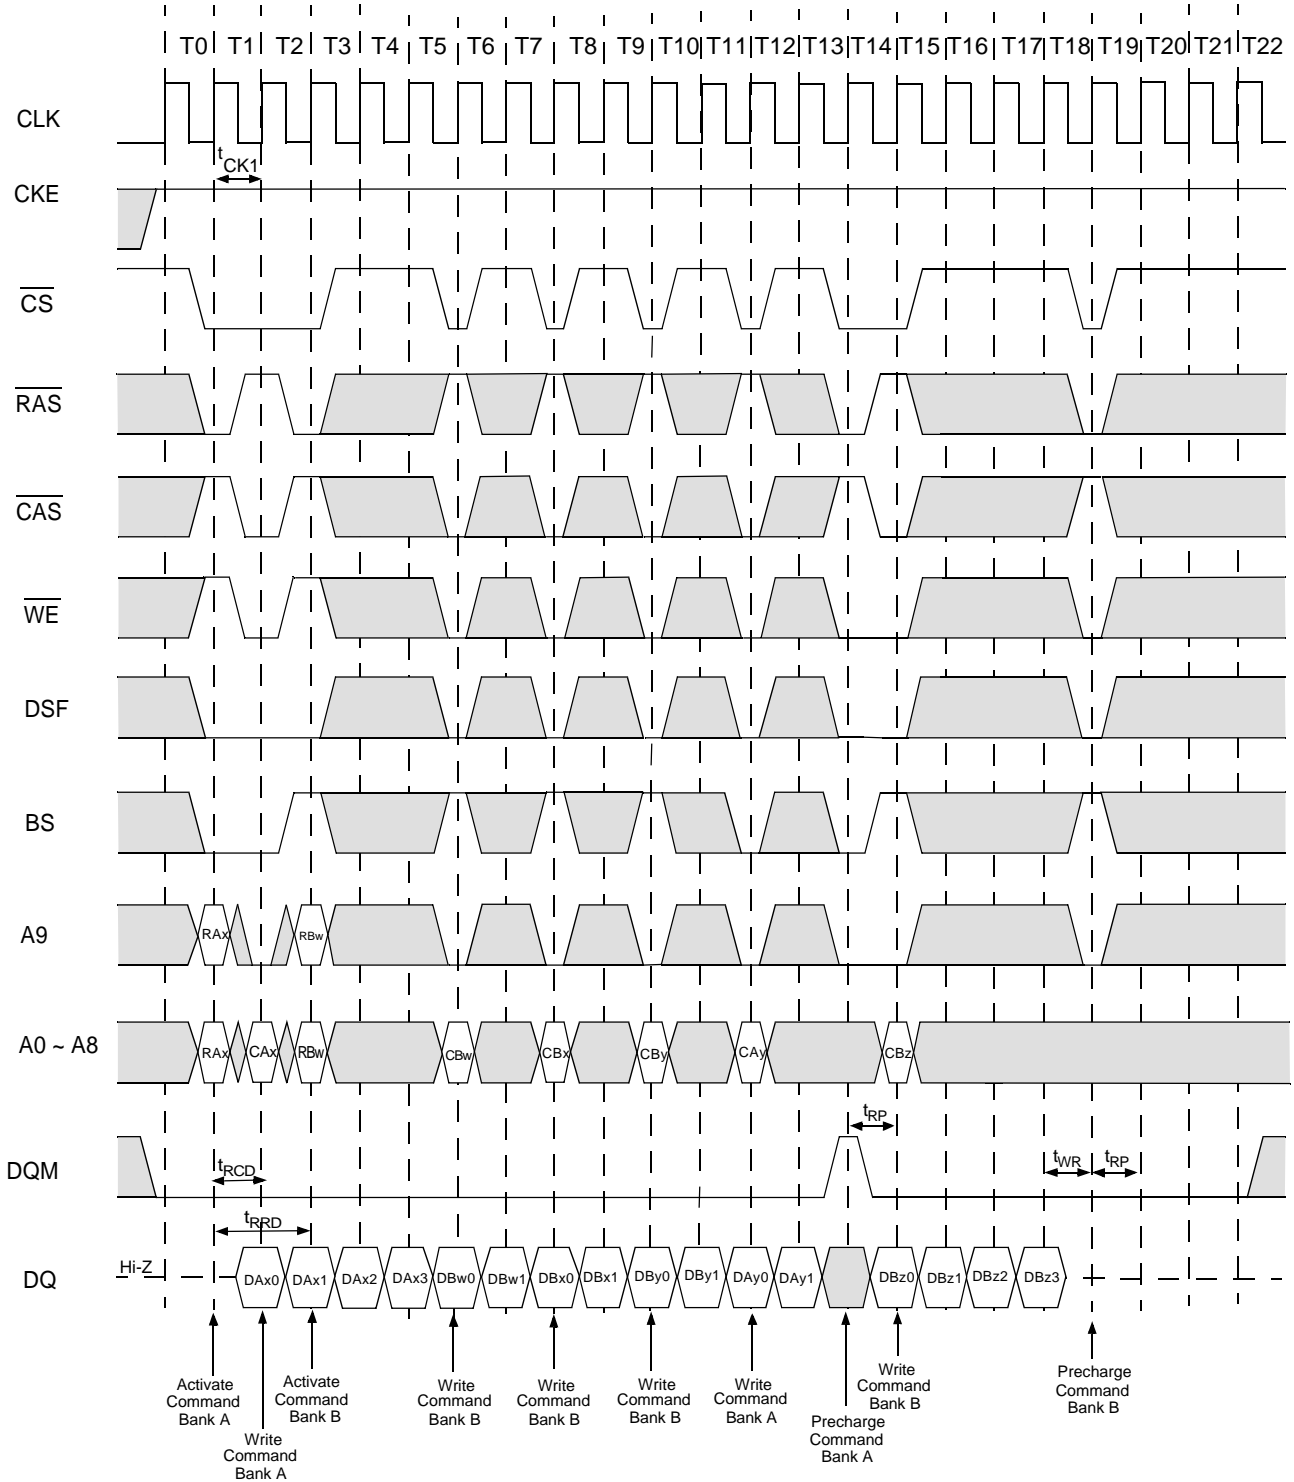 T0 T1 T2 T3 T4 T5 T6 T7 T8 T9 T10 T11 T12 T13 T14 T15 T16 T17 T18 T19 T20 T21 T22
CLK
tCK1
CKE
CS
RAS
CAS
WE
DSF
BS
A9
RAx RBw
A0 ~ A8
RAx CAx RBw CBw CBx CBy CAy CBz
tRP
DQM
tRCD tWR tRP
tRRD
DQ
Hi-Z
DAx0 DAx1 DAx2 DAx3 DBw0 DBw1 DBx0 DBx1 DBy0 DBy1 DAy0 DAy1 DBz0 DBz1 DBz2 DBz3
Activate
Command
Bank A
Write
Command
Bank A
Activate
Command
Bank B
Write
Command
Bank B
Write
Command
Bank B
Write
Command
Bank B
Write
Command
Bank A
Precharge
Command
Bank A
Write
Command
Bank B
Precharge
Command
Bank B